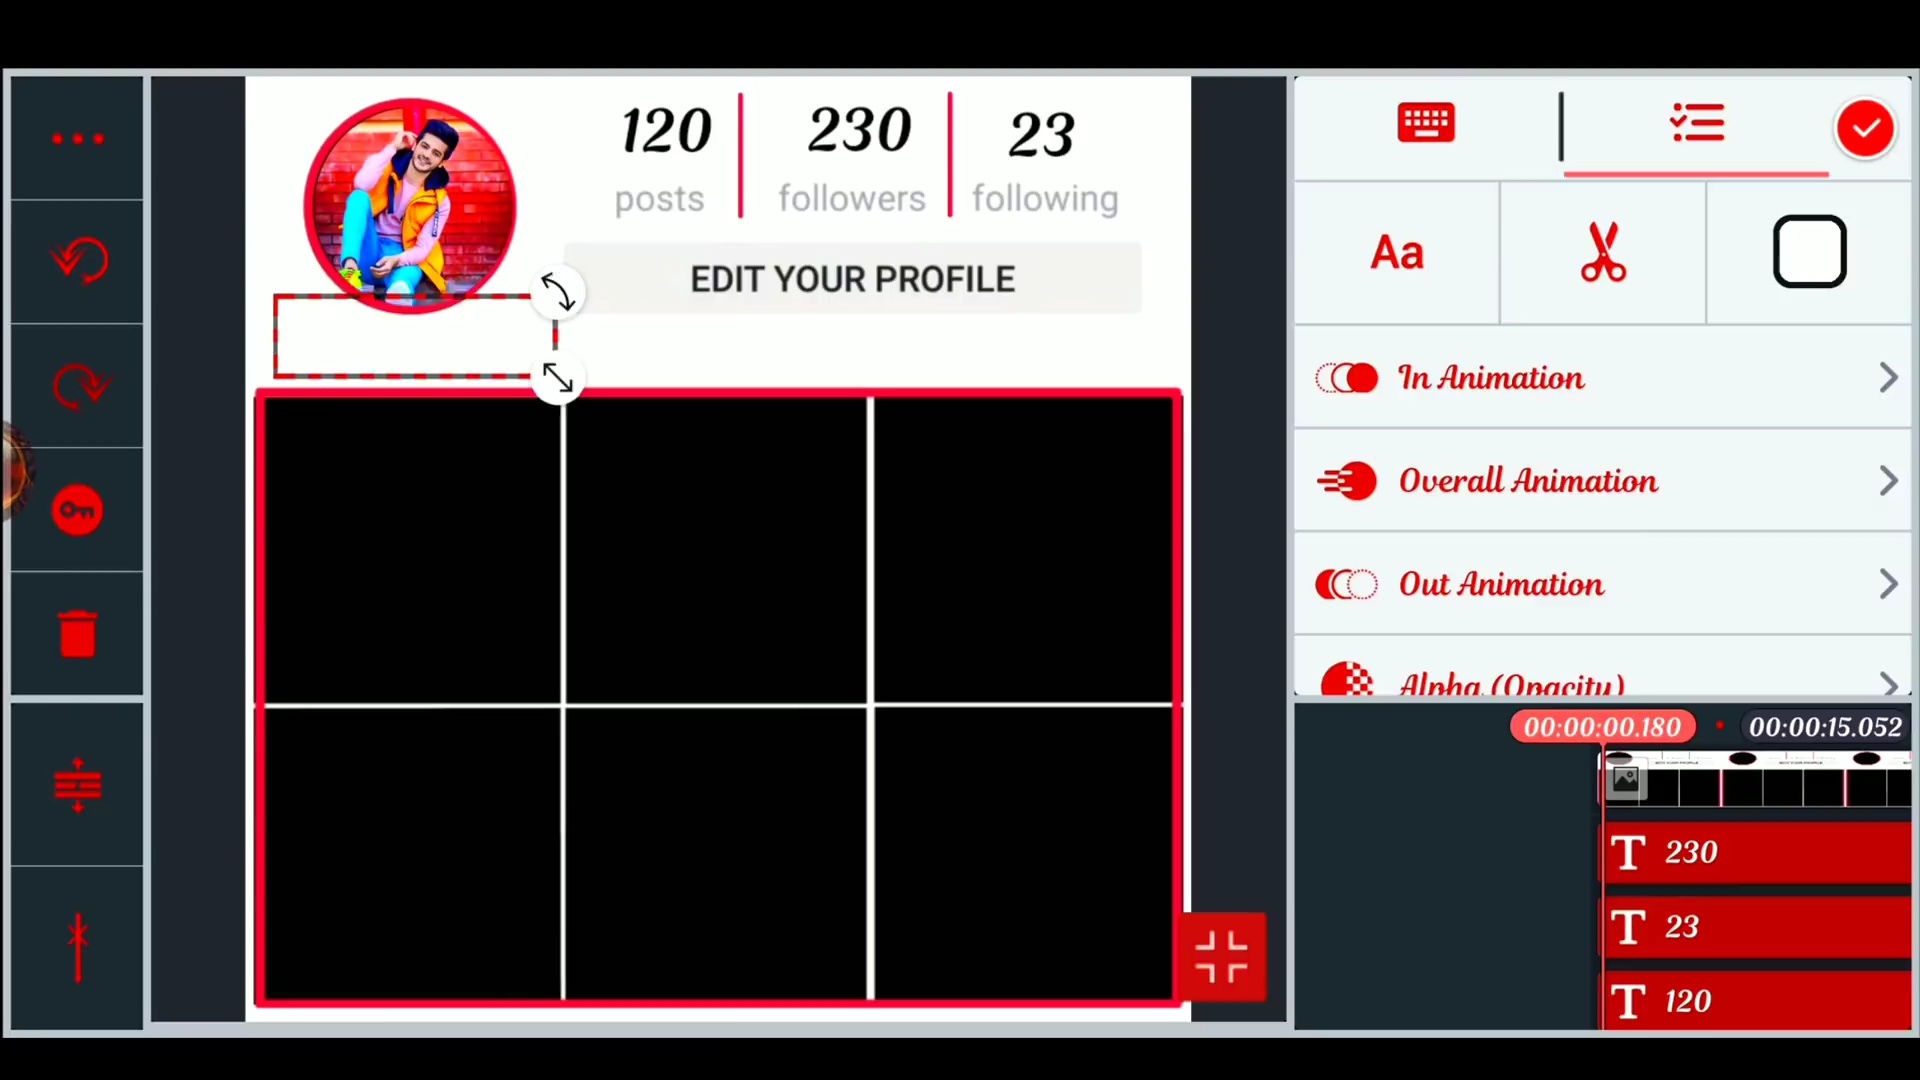 120
230
23
posts
followers
following
EDIT YOUR PROFILE
Aa
In Animation
Overall Animation
Out Animation
Alpha (Opacity)
00:00:00.180
00:00:15.052
T 230
T 23
T 120